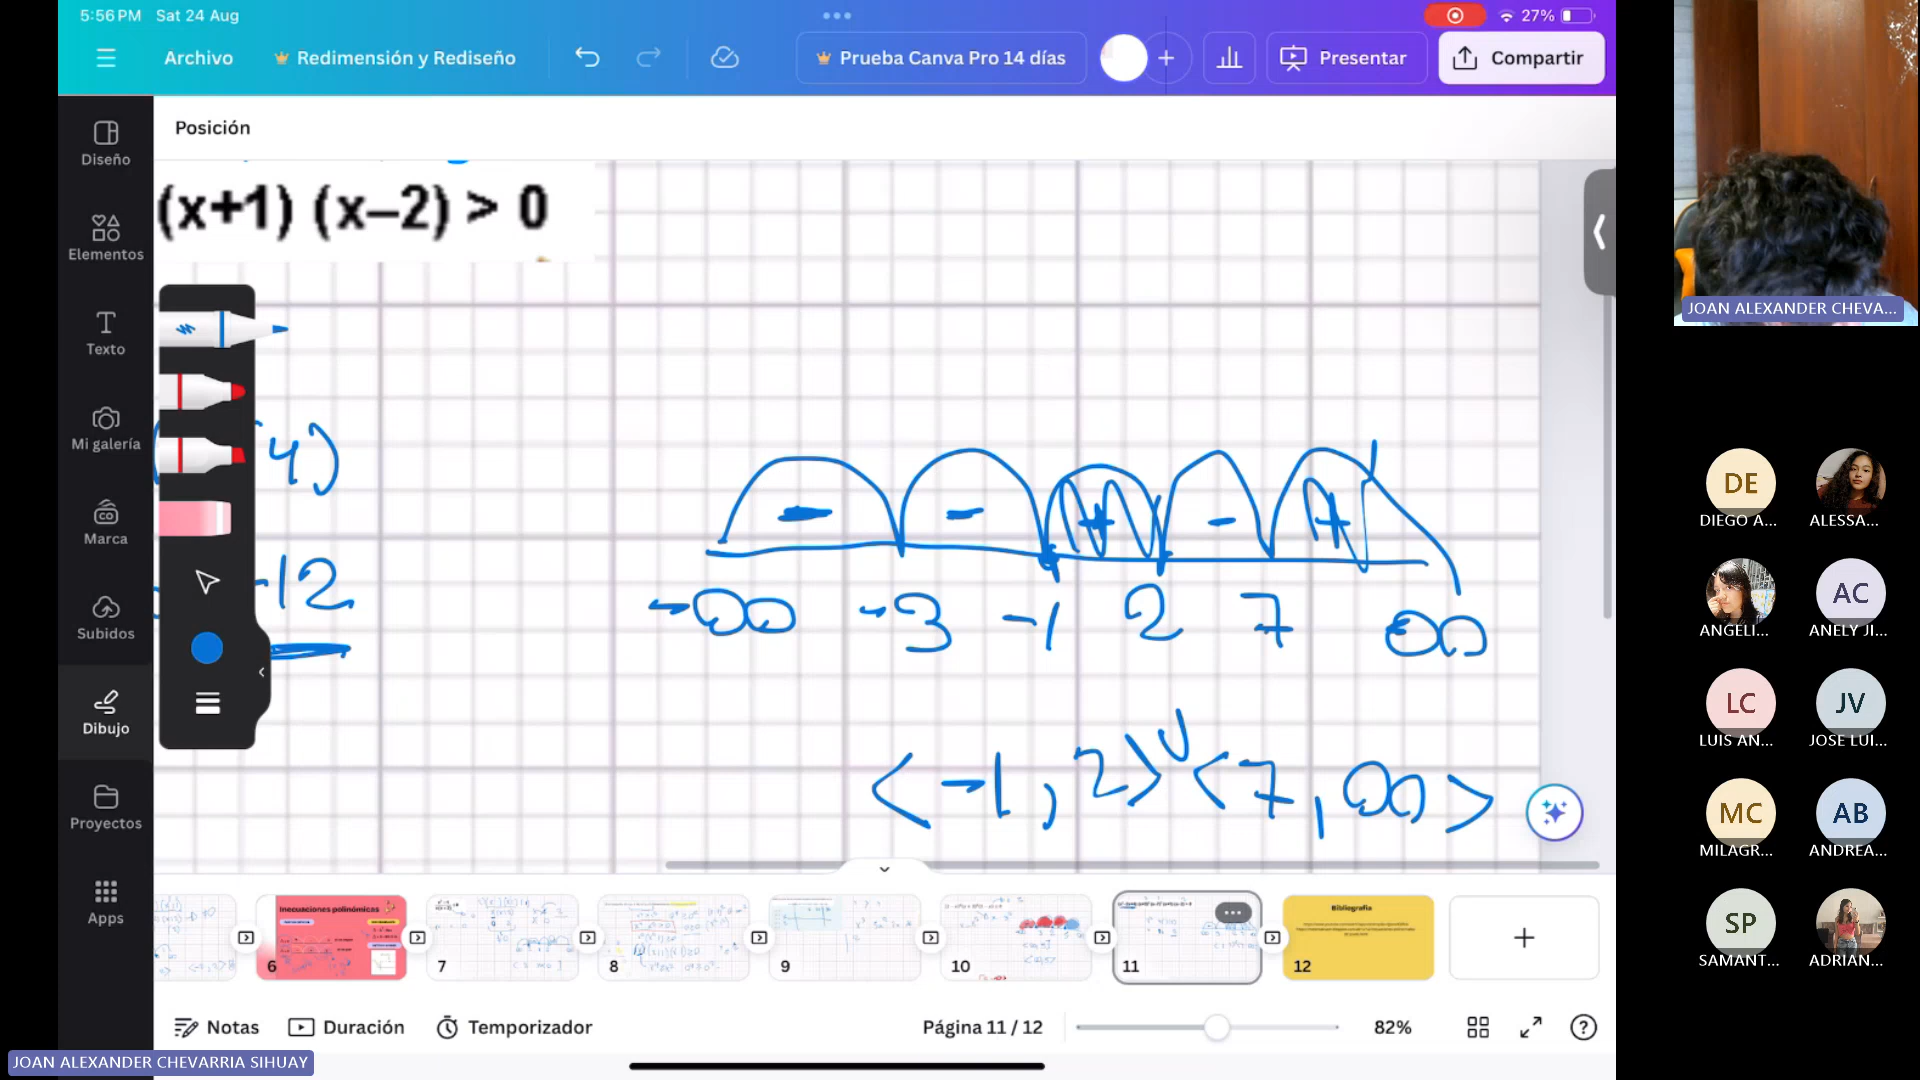 5:56 PM Sat 24 Aug
27%
Archivo
Redimensión y Rediseño
Prueba Canva Pro 14 días
Presentar
Compartir
Posición
Diseño
Elementos
Texto
Mi galería
Marca
Subidos
Dibujo
Proyectos
Apps
(x+1) (x–2) > 0
4)
-12
- - + - +
-∞ -3 -1 2 7 ∞
<-1, 2> ∪ <7, ∞>
Inecuaciones polinómicas
Bibliografia
6
7
8
9
10
11
12
Notas
Duración
Temporizador
Página 11 / 12
82%
JOAN ALEXANDER CHEVARRIA SIHUAY
JOAN ALEXANDER CHEVA...
DE
DIEGO A...
ALESSA...
ANGELI...
AC
ANELY JI...
LC
LUIS AN...
JV
JOSE LUI...
MC
MILAGR...
AB
ANDREA...
SP
SAMANT...
ADRIAN...